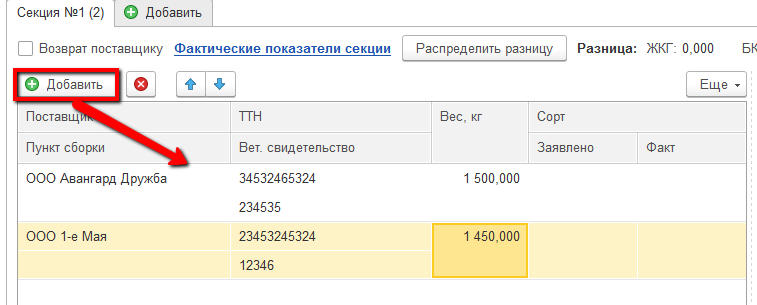 Секция №1 (2) Добавить
Возврат поставщику Фактические показатели секции Распределить разницу Разница: ЖКГ: 0,000 БК
Добавить Еще
Поставщик ТТН Вес, кг Сорт
Пункт сборки Вет. свидетельство Заявлено Факт
ООО Авангард Дружба 34532465324 1 500,000
234535
ООО 1-е Мая 23453245324 1 450,000
12346